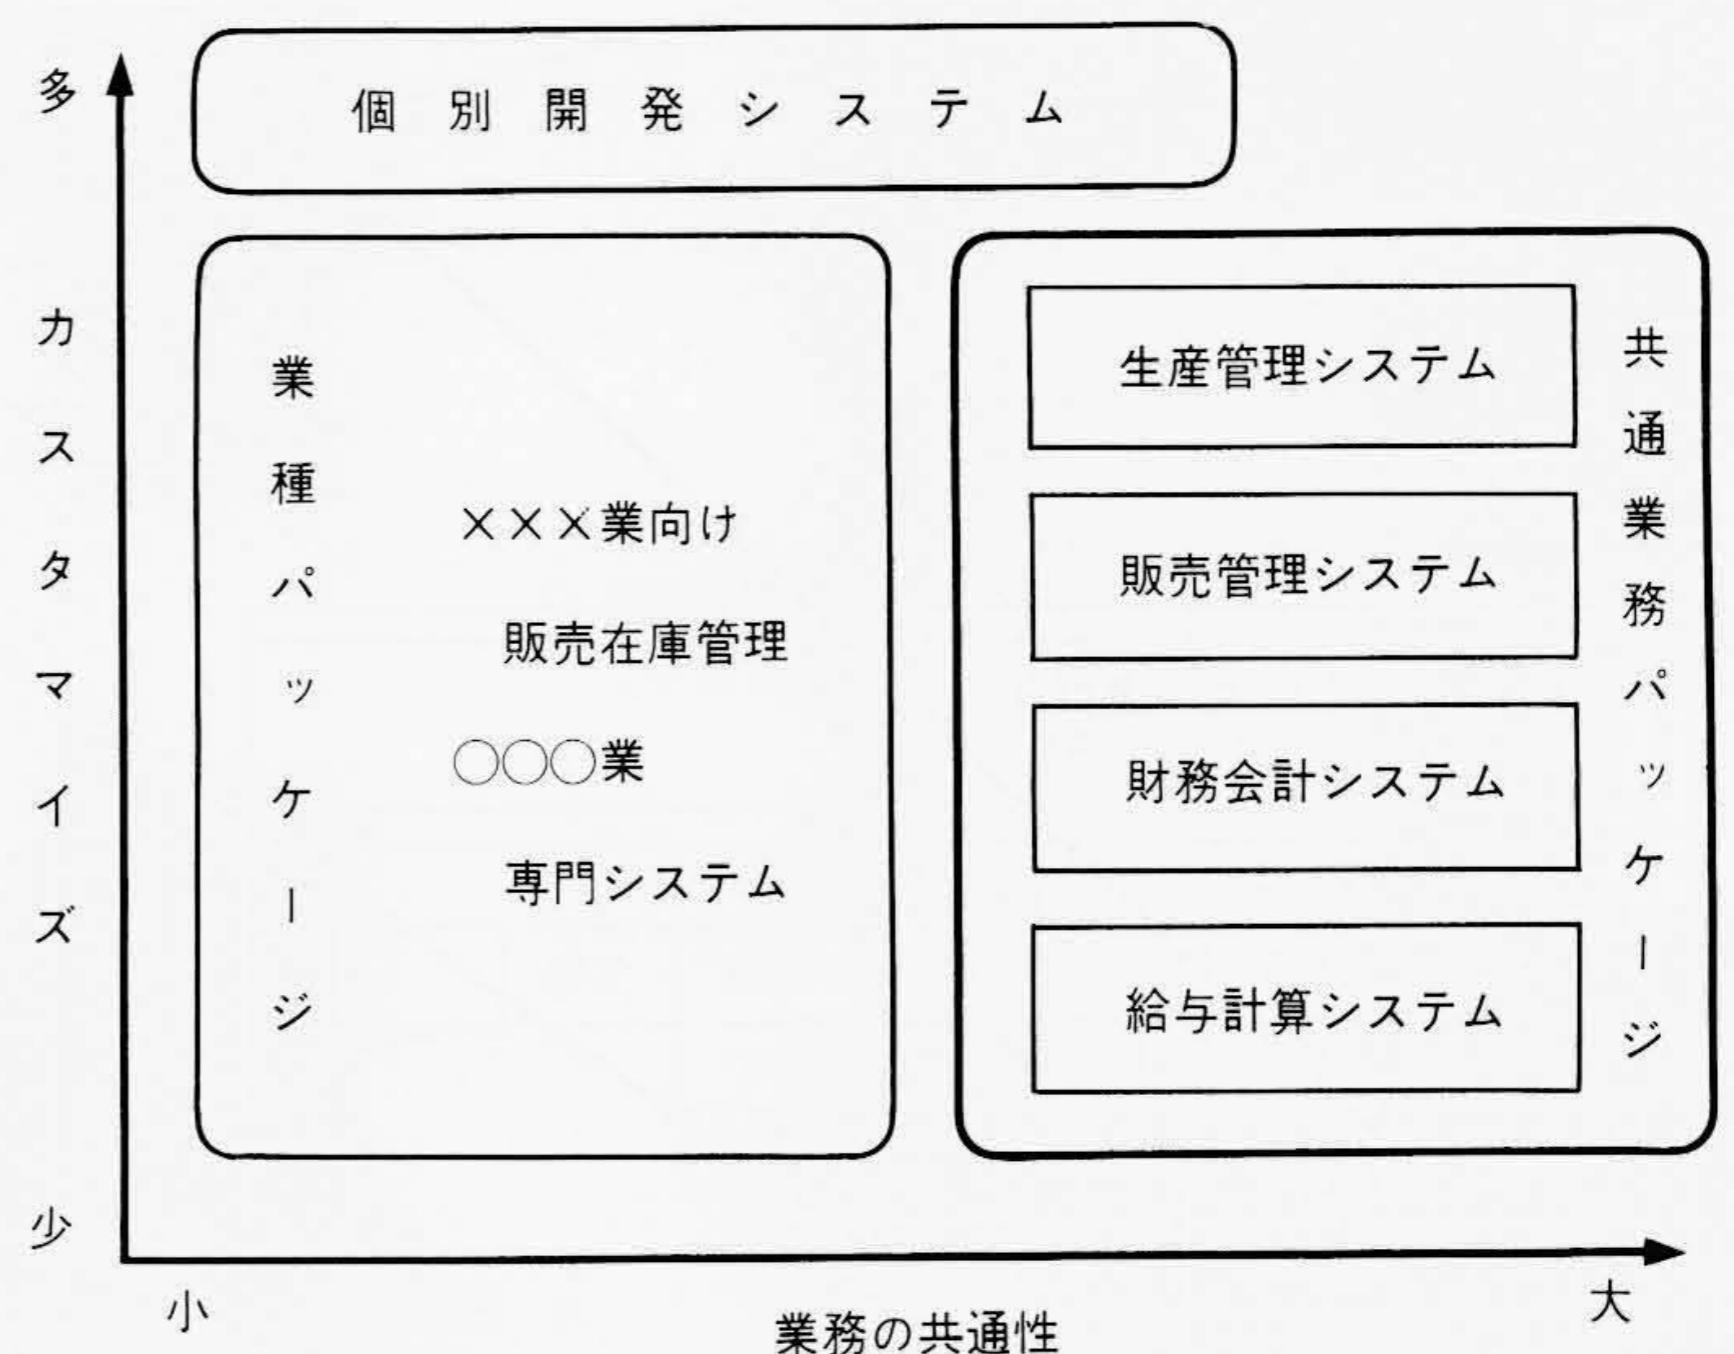 多
個別開発システム
カスタマイズ
業種パッケージ
×××業向け
販売在庫管理
○○○業
専門システム
生産管理システム
販売管理システム
財務会計システム
給与計算システム
共通業務パッケージ
少
小
業務の共通性
大